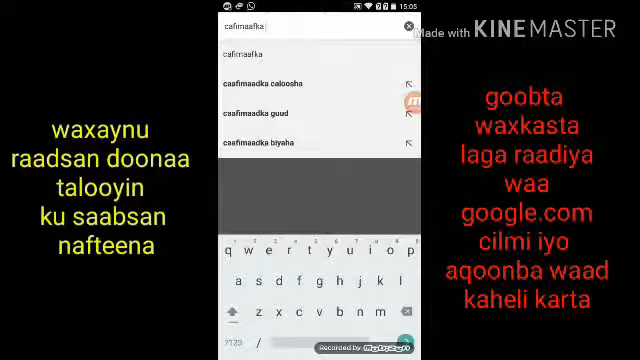 15:05
cafimaafka
Made with KINEMASTER
cafimaafka
caafimaadka caloosha
caafimaadka guud
caafimaadka biyaha
waxaynu
raadsan doonaa
talooyin
ku saabsan
nafteena
goobta
waxkasta
laga raadiya
waa
google.com
cilmi iyo
aqoonba waad
kaheli karta
q w e r t y u i o p
a s d f g h j k l
z x c v b n m
?123 /
Recorded by